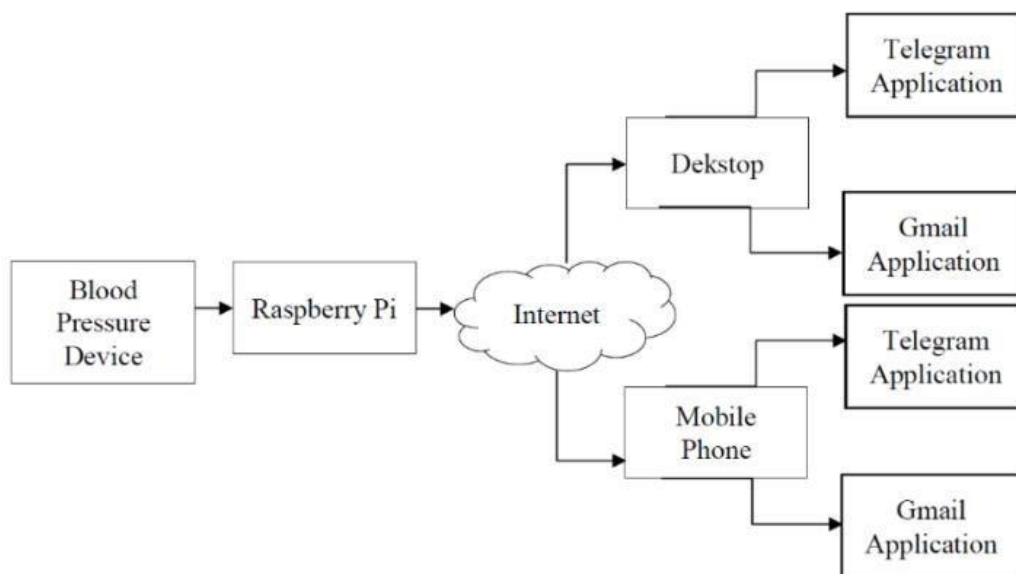 Blood
Pressure
Device
Raspberry Pi
Internet
Dekstop
Telegram
Application
Gmail
Application
Mobile
Phone
Telegram
Application
Gmail
Application